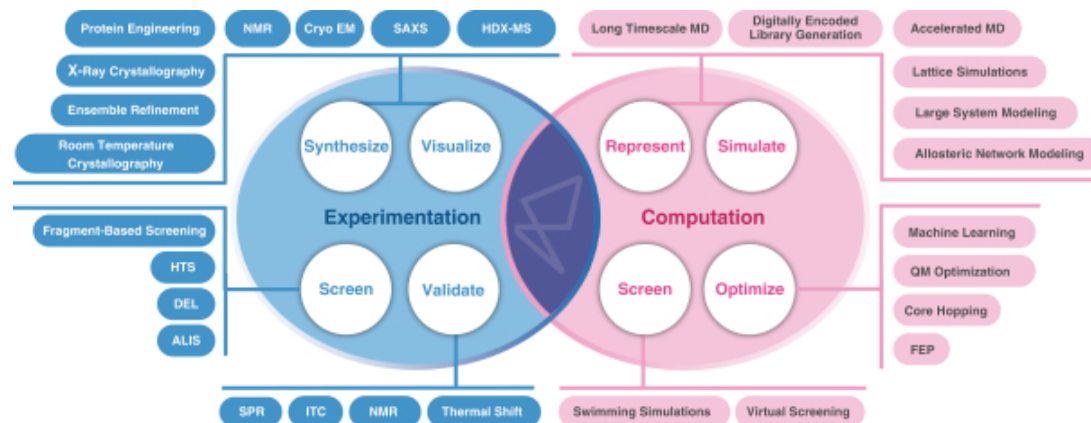 Protein Engineering
NMR
Cryo EM
SAXS
HDX-MS
Long Timescale MD
Digitally Encoded
Library Generation
Accelerated MD
X-Ray Crystallography
Ensemble Refinement
Room Temperature
Crystallography
Lattice Simulations
Large System Modeling
Allosteric Network Modeling
Synthesize
Visualize
Represent
Simulate
Experimentation
Computation
Screen
Validate
Screen
Optimize
Fragment-Based Screening
HTS
DEL
ALIS
Machine Learning
QM Optimization
Core Hopping
FEP
SPR
ITC
NMR
Thermal Shift
Swimming Simulations
Virtual Screening